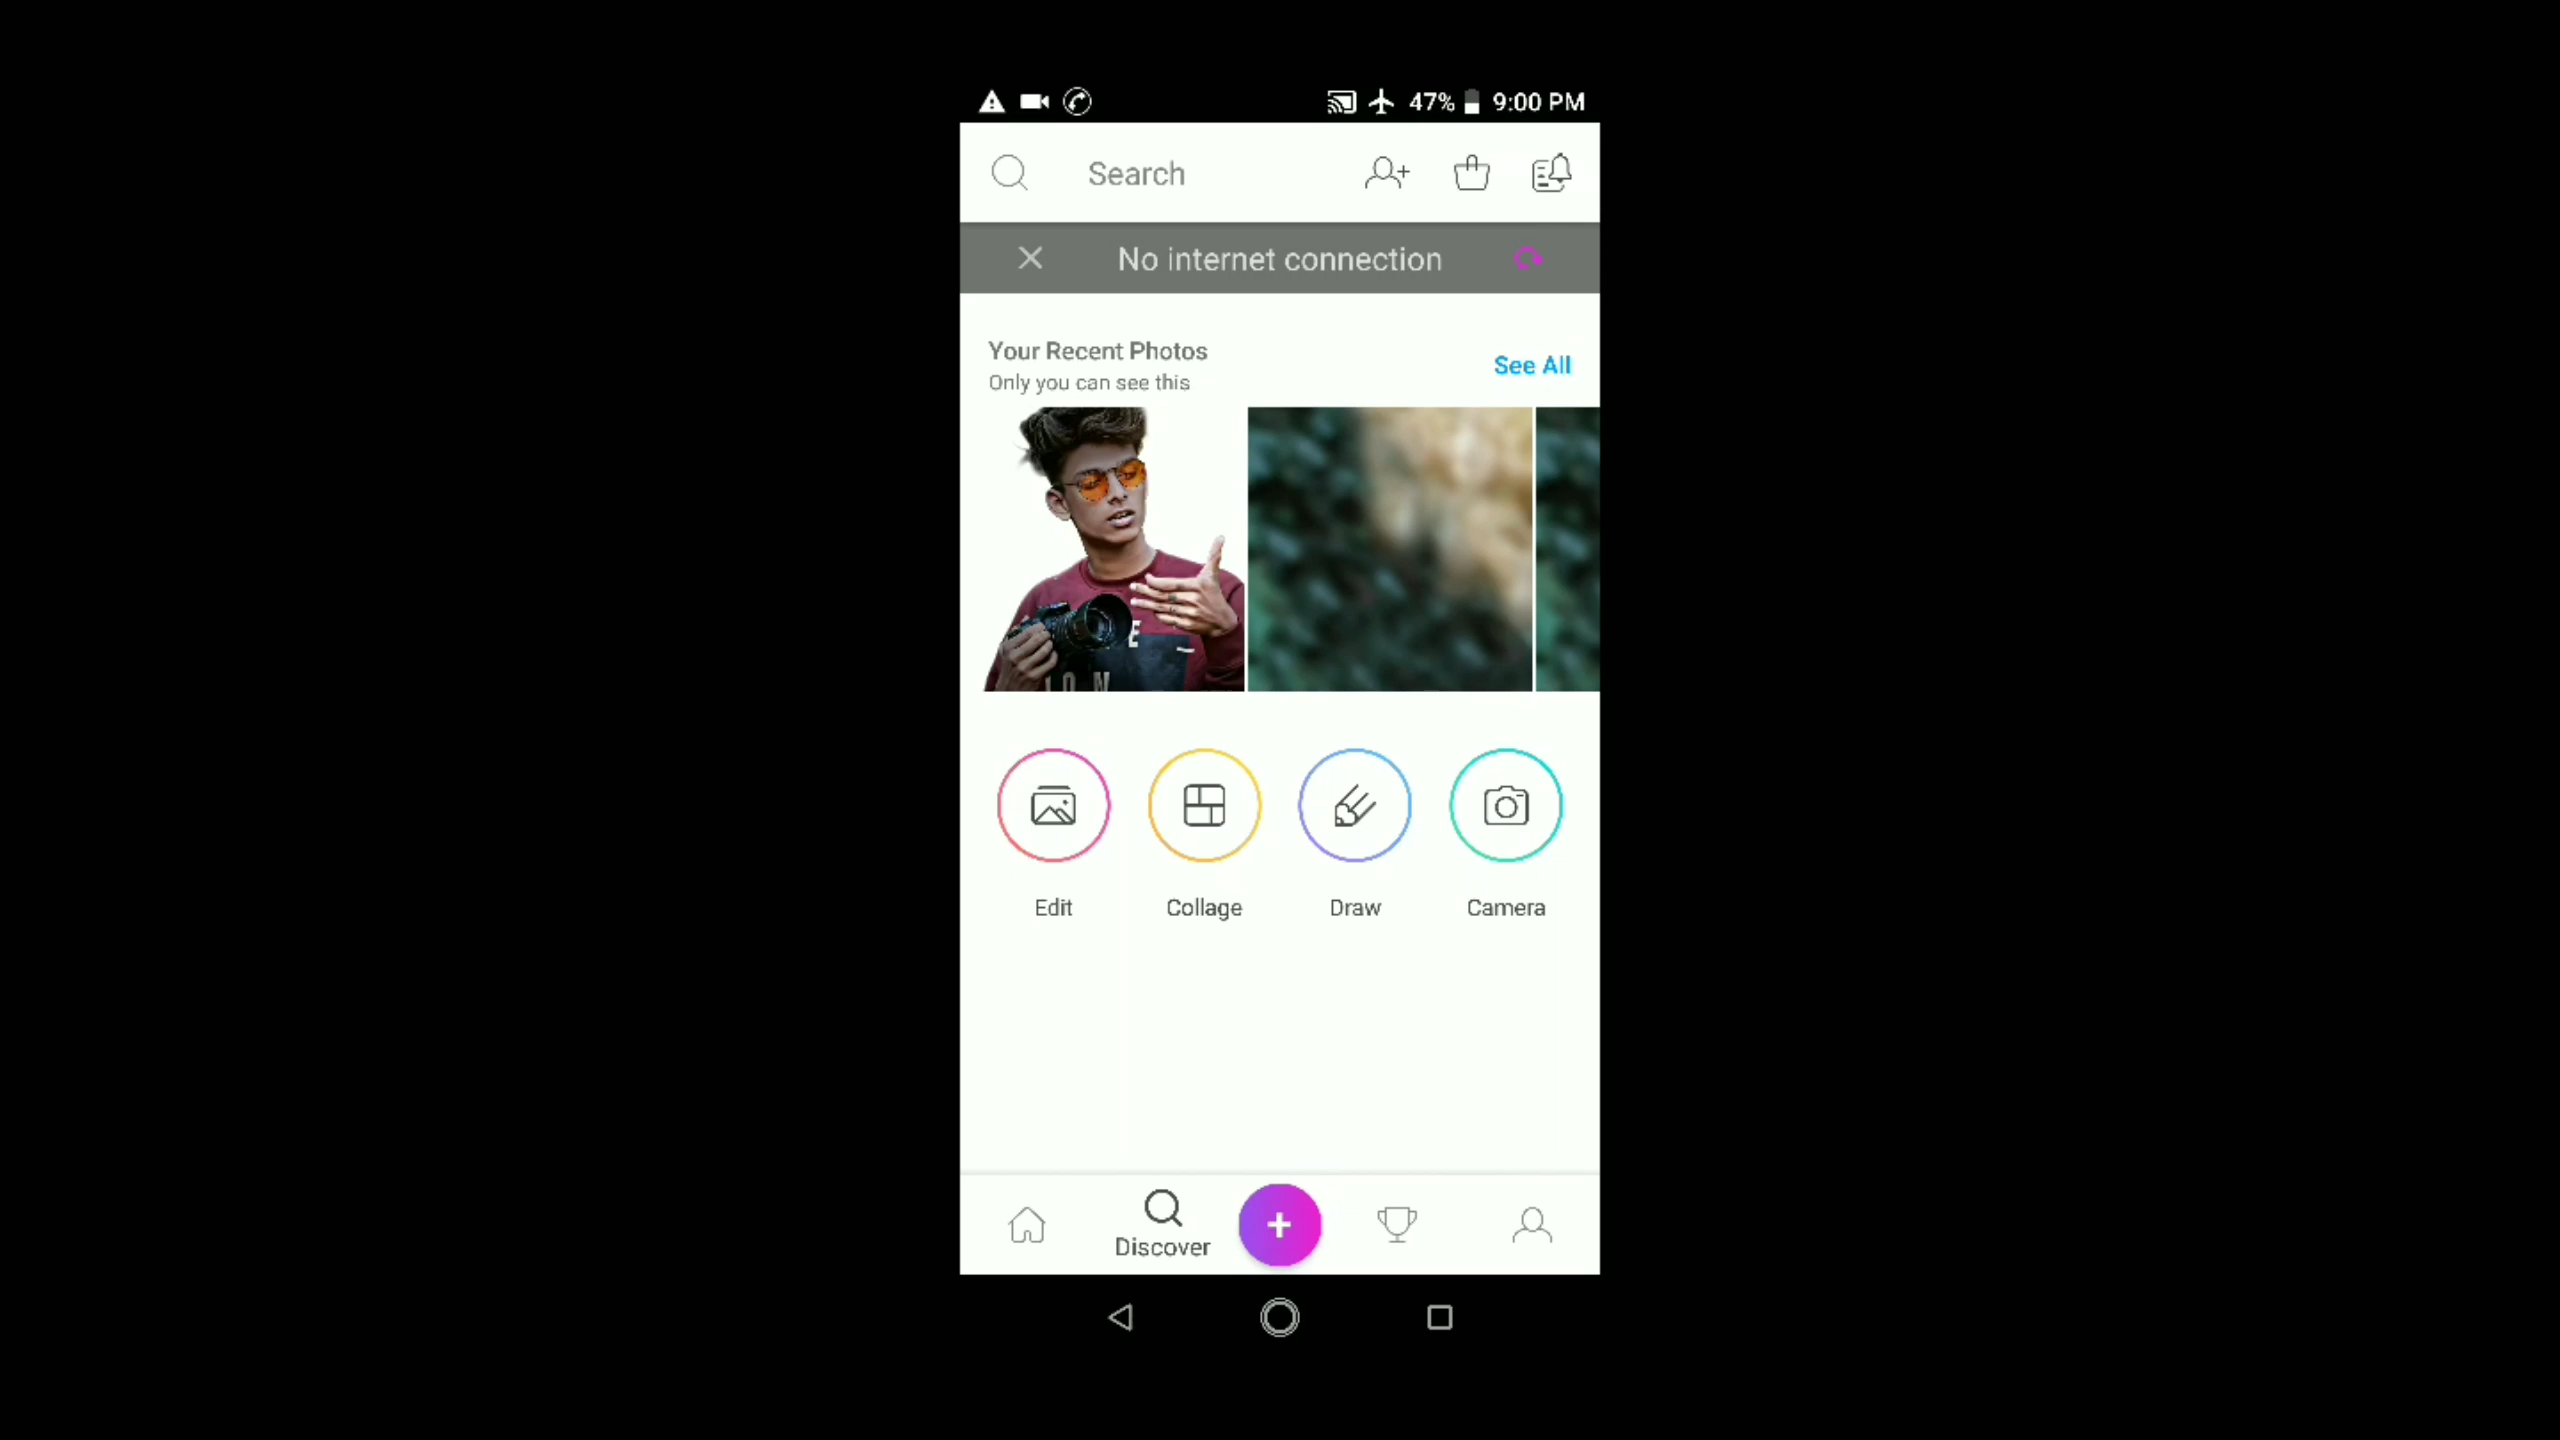 47% 9:00 PM
Search
No internet connection
Your Recent Photos
Only you can see this
See All
E
ION
Edit
Collage
Draw
Camera
Discover